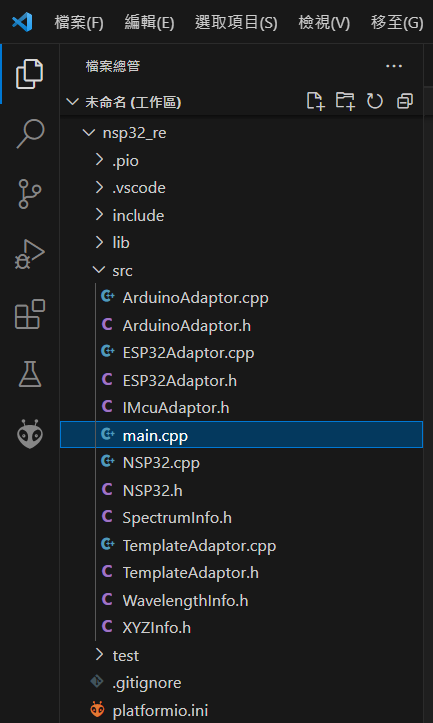 檔案(F) 編輯(E) 選取項目(S) 檢視(V) 移至(G)
檔案總管
未命名 (工作區)
nsp32_re
.pio
.vscode
include
lib
src
ArduinoAdaptor.cpp
ArduinoAdaptor.h
ESP32Adaptor.cpp
ESP32Adaptor.h
IMcuAdaptor.h
main.cpp
NSP32.cpp
NSP32.h
SpectrumInfo.h
TemplateAdaptor.cpp
TemplateAdaptor.h
WavelengthInfo.h
XYZInfo.h
test
.gitignore
platformio.ini